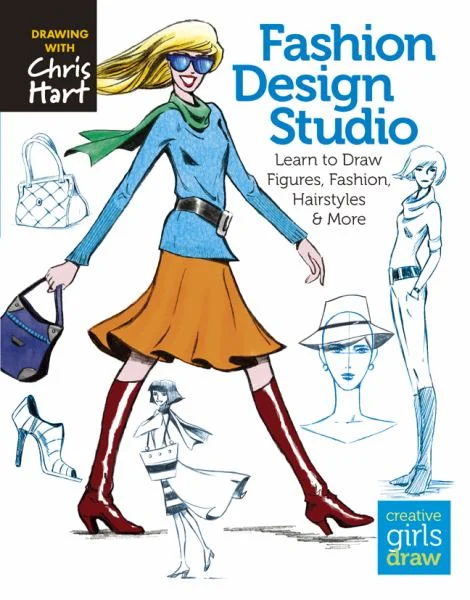 DRAWING
WITH
Chris
Hart
Fashion
Design
Studio
Learn to Draw
Figures, Fashion,
Hairstyles
& More
creative
girls
draw